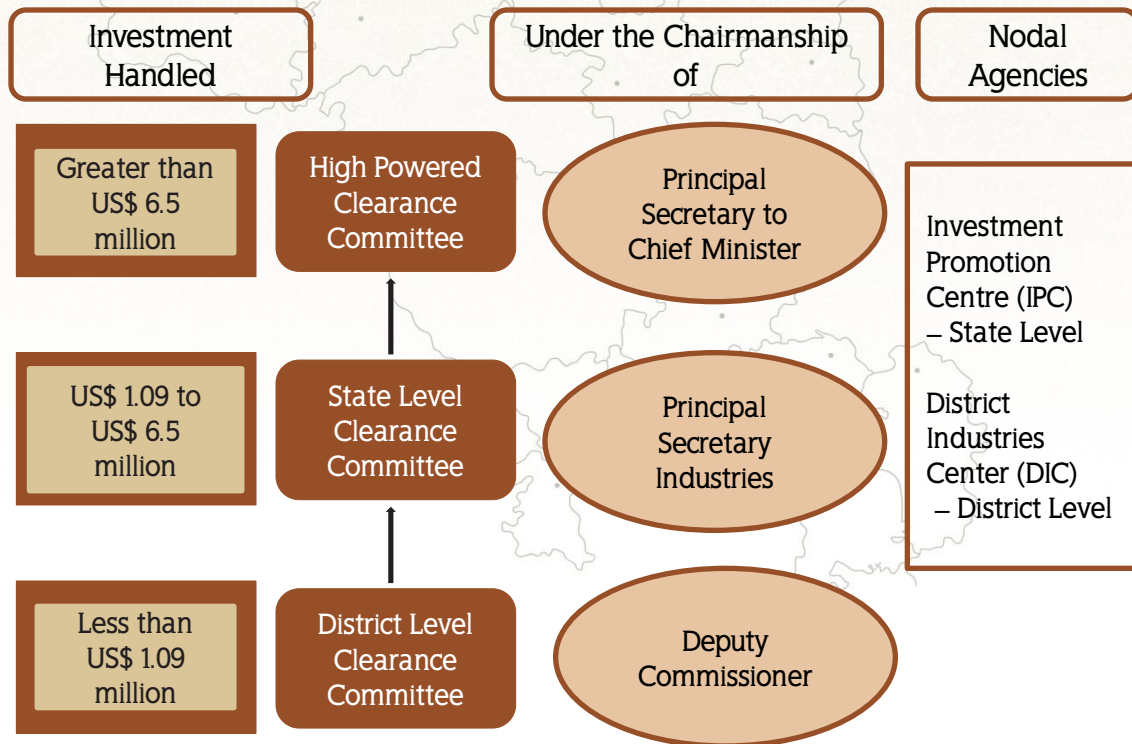 Investment
Handled
Under the Chairmanship
of
Nodal
Agencies
Greater than
US$ 6.5
million
High Powered
Clearance
Committee
Principal
Secretary to
Chief Minister
US$ 1.09 to
US$ 6.5
million
State Level
Clearance
Committee
Principal
Secretary
Industries
Less than
US$ 1.09
million
District Level
Clearance
Committee
Deputy
Commissioner
Investment
Promotion
Centre (IPC)
– State Level
District
Industries
Center (DIC)
– District Level